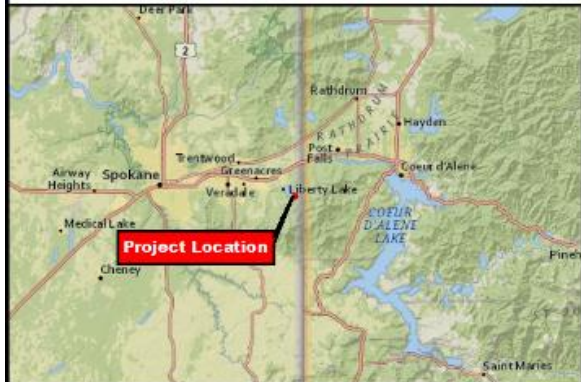 Deer Park
2
Rathdrum
RATHDRUM
PRAIRIE
Hayden
Trentwood
Post
Falls
Greenacres
Coeur d'Alene
Airway
Heights
Spokane
Veradale
Liberty Lake
COEUR
D'ALENE
LAKE
Medical Lake
Project Location
Cheney
Saint Maries